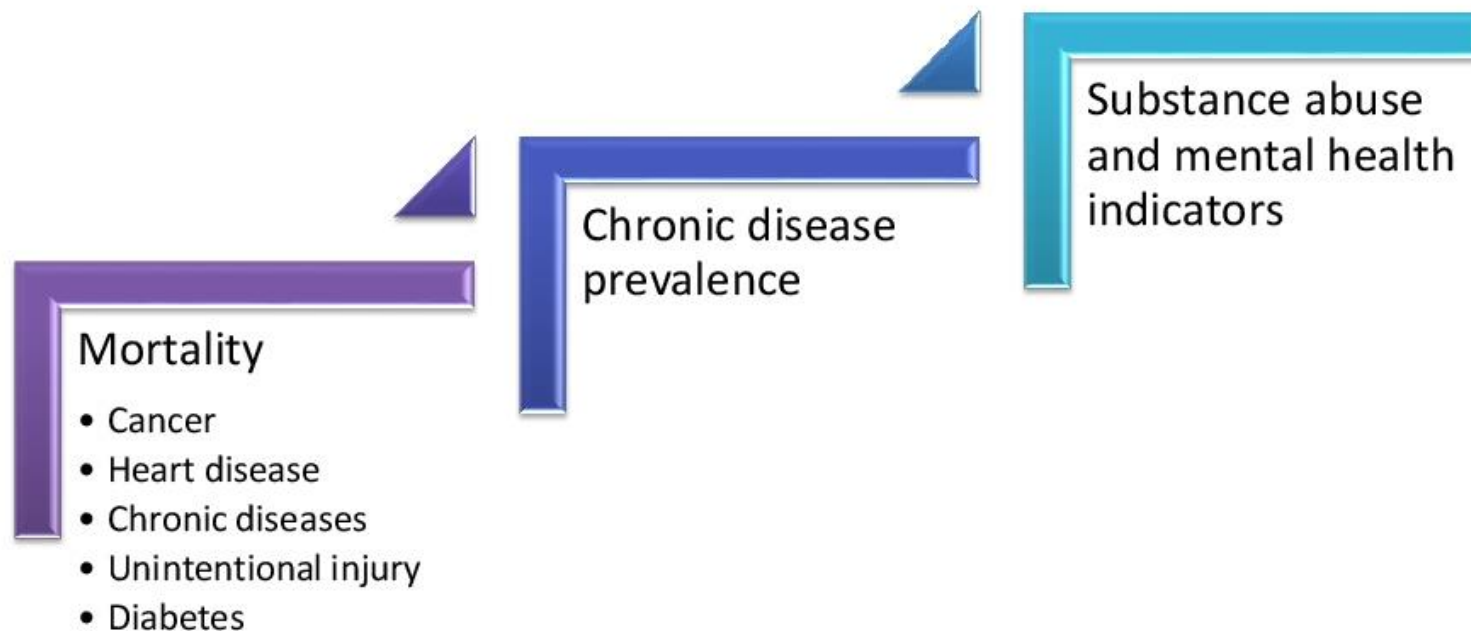 Mortality
• Cancer
• Heart disease
• Chronic diseases
• Unintentional injury
• Diabetes
Chronic disease
prevalence
Substance abuse
and mental health
indicators